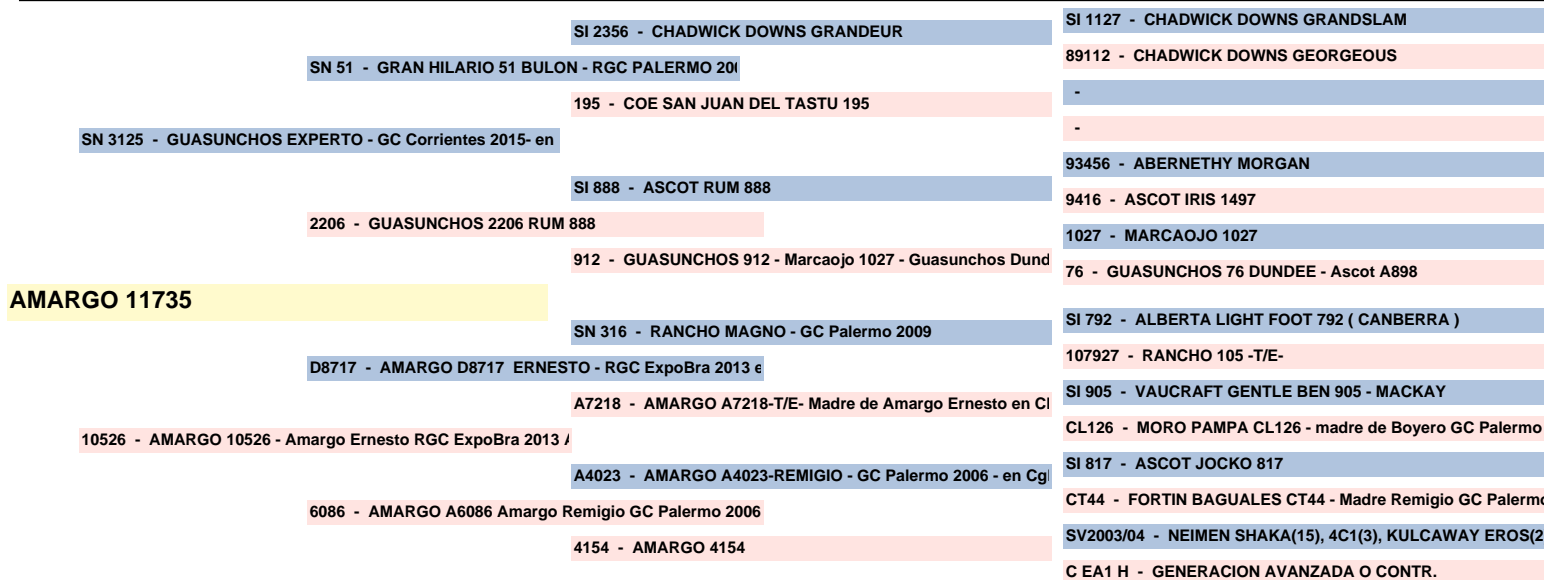 SI 1127 - CHADWICK DOWNS GRANDSLAM
SI 2356 - CHADWICK DOWNS GRANDEUR
89112 - CHADWICK DOWNS GEORGEOUS
SN 51 - GRAN HILARIO 51 BULON - RGC PALERMO
-
195 - COE SAN JUAN DEL TASTU 195
-
SN 3125 - GUASUNCHOS EXPERTO - GC Corrientes 2015- en
93456 - ABERNETHY MORGAN
SI 888 - ASCOT RUM 888
9416 - ASCOT IRIS 1497
2206 - GUASUNCHOS 2206 RUM 888
1027 - MARCAOJO 1027
912 - GUASUNCHOS 912 - Marcaojo 1027 - Guasunchos Dund
76 - GUASUNCHOS 76 DUNDEE - Ascot A898
AMARGO 11735
SI 792 - ALBERTA LIGHT FOOT 792 ( CANBERRA )
SN 316 - RANCHO MAGNO - GC Palermo 2009
107927 - RANCHO 105 -T/E-
D8717 - AMARGO D8717 ERNESTO - RGC ExpoBra 2013 e
SI 905 - VAUCRAFT GENTLE BEN 905 - MACKAY
A7218 - AMARGO A7218-T/E- Madre de Amargo Ernesto en
CL126 - MORO PAMPA CL126 - madre de Boyero GC Palermo
10526 - AMARGO 10526 - Amargo Ernesto RGC ExpoBra 2013
SI 817 - ASCOT JOCKO 817
A4023 - AMARGO A4023-REMIGIO - GC Palermo 2006 - en
CT44 - FORTIN BAGUALES CT44 - Madre Remigio GC Palermo
6086 - AMARGO A6086 Amargo Remigio GC Palermo 2006
SV2003/04 - NEIMEN SHAKA(15), 4C1(3), KULCAWAY EROS(2
4154 - AMARGO 4154
C EA1 H - GENERACION AVANZADA O CONTR.